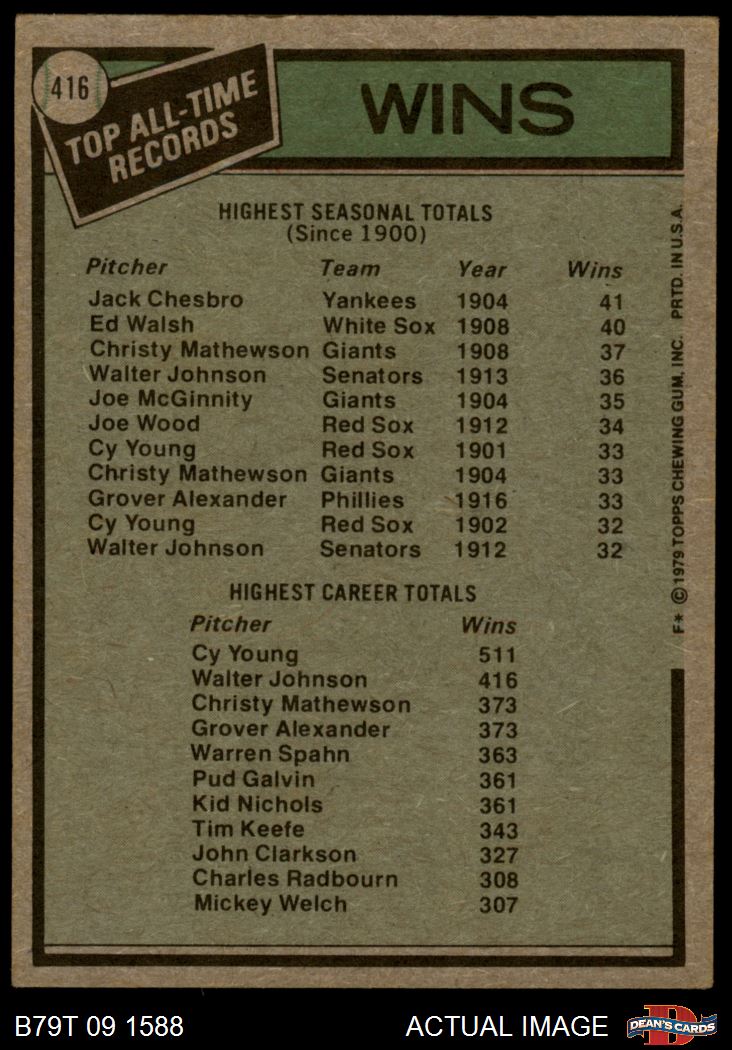 416
TOP ALL-TIME
RECORDS
WINS
HIGHEST SEASONAL TOTALS
(Since 1900)
Pitcher Team Year Wins
Jack Chesbro Yankees 1904 41
Ed Walsh White Sox 1908 40
Christy Mathewson Giants 1908 37
Walter Johnson Senators 1913 36
Joe McGinnity Giants 1904 35
Joe Wood Red Sox 1912 34
Cy Young Red Sox 1901 33
Christy Mathewson Giants 1904 33
Grover Alexander Phillies 1916 33
Cy Young Red Sox 1902 32
Walter Johnson Senators 1912 32
HIGHEST CAREER TOTALS
Pitcher Wins
Cy Young 511
Walter Johnson 416
Christy Mathewson 373
Grover Alexander 373
Warren Spahn 363
Pud Galvin 361
Kid Nichols 361
Tim Keefe 343
John Clarkson 327
Charles Radbourn 308
Mickey Welch 307
F* © 1979 TOPPS CHEWING GUM, INC. PRTD. IN U.S.A.
B79T 09 1588 ACTUAL IMAGE
D
DEAN'S CARDS